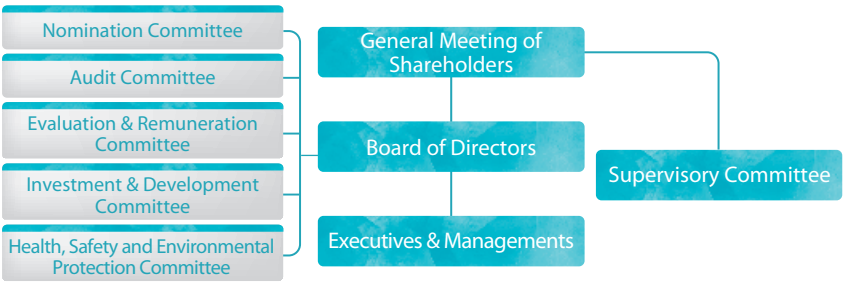 Nomination Committee
Audit Committee
Evaluation & Remuneration
Committee
Investment & Development
Committee
Health, Safety and Environmental
Protection Committee
General Meeting of
Shareholders
Board of Directors
Executives & Managements
Supervisory Committee